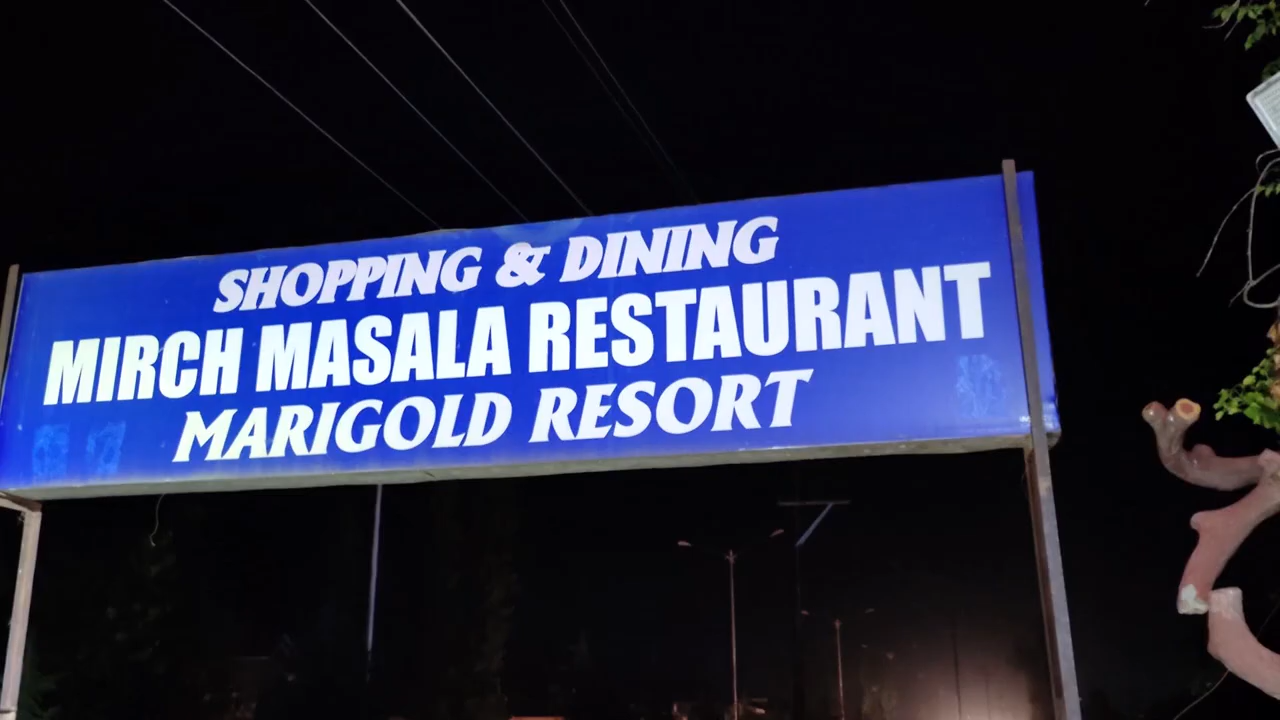 SHOPPING & DINING
MIRCH MASALA RESTAURANT
MARIGOLD RESORT